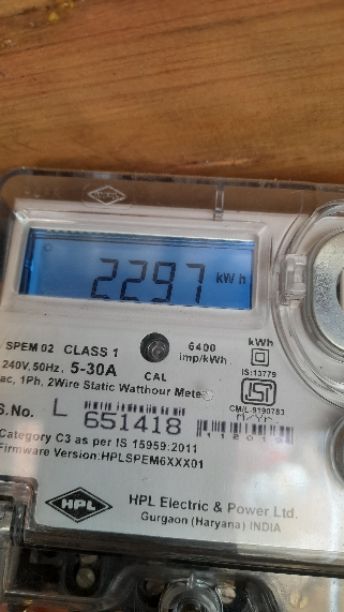 2297 kWh
SPEM 02 CLASS 1 6400 kWh
imp/kWh
240V, 50Hz, 5-30A CAL IS:13779
ac, 1Ph, 2Wire Static Watthour Meter
CM/L-9190783
S.No. L 651418 M/Yr
Category C3 as per IS 15959:2011
Firmware Version:HPLSPEM6XXX01
HPL HPL Electric & Power Ltd.
Gurgaon (Haryana) INDIA